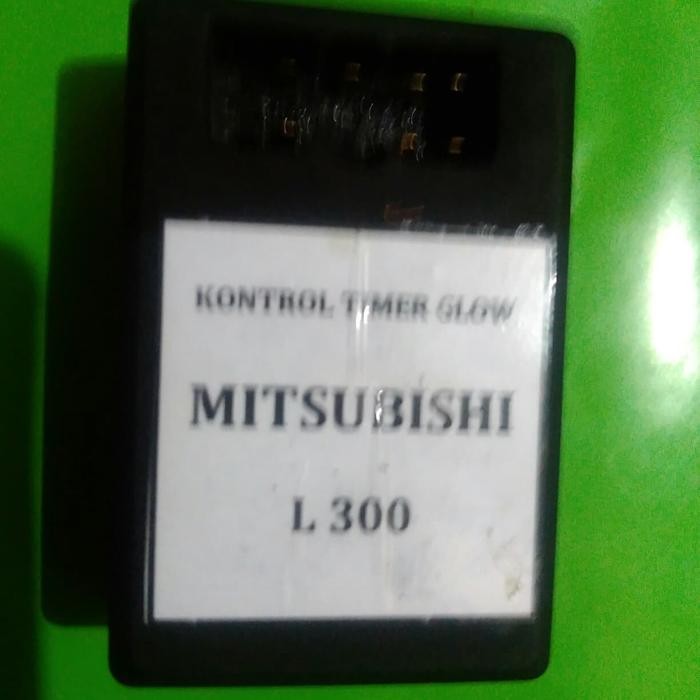 KONTROL TIMER GLOW
MITSUBISHI
L 300